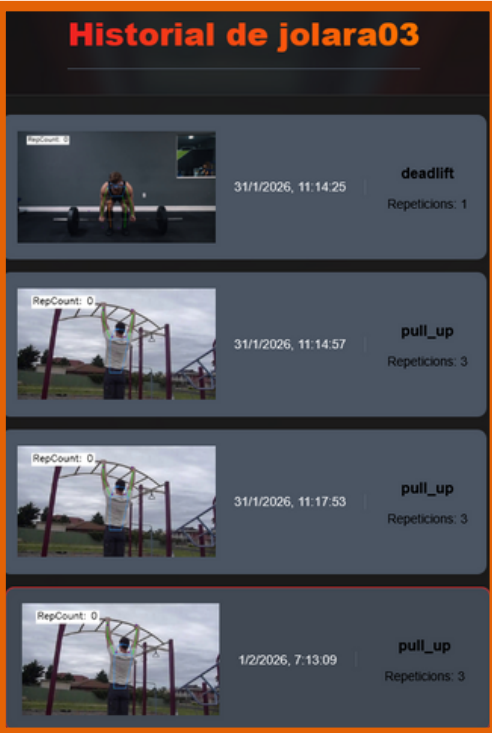 Historial de jolara03
RepCount: 0
31/1/2026, 11:14:25
deadlift
Repeticions: 1
RepCount: 0
31/1/2026, 11:14:57
pull_up
Repeticions: 3
RepCount: 0
31/1/2026, 11:17:53
pull_up
Repeticions: 3
RepCount: 0
1/2/2026, 7:13:09
pull_up
Repeticions: 3